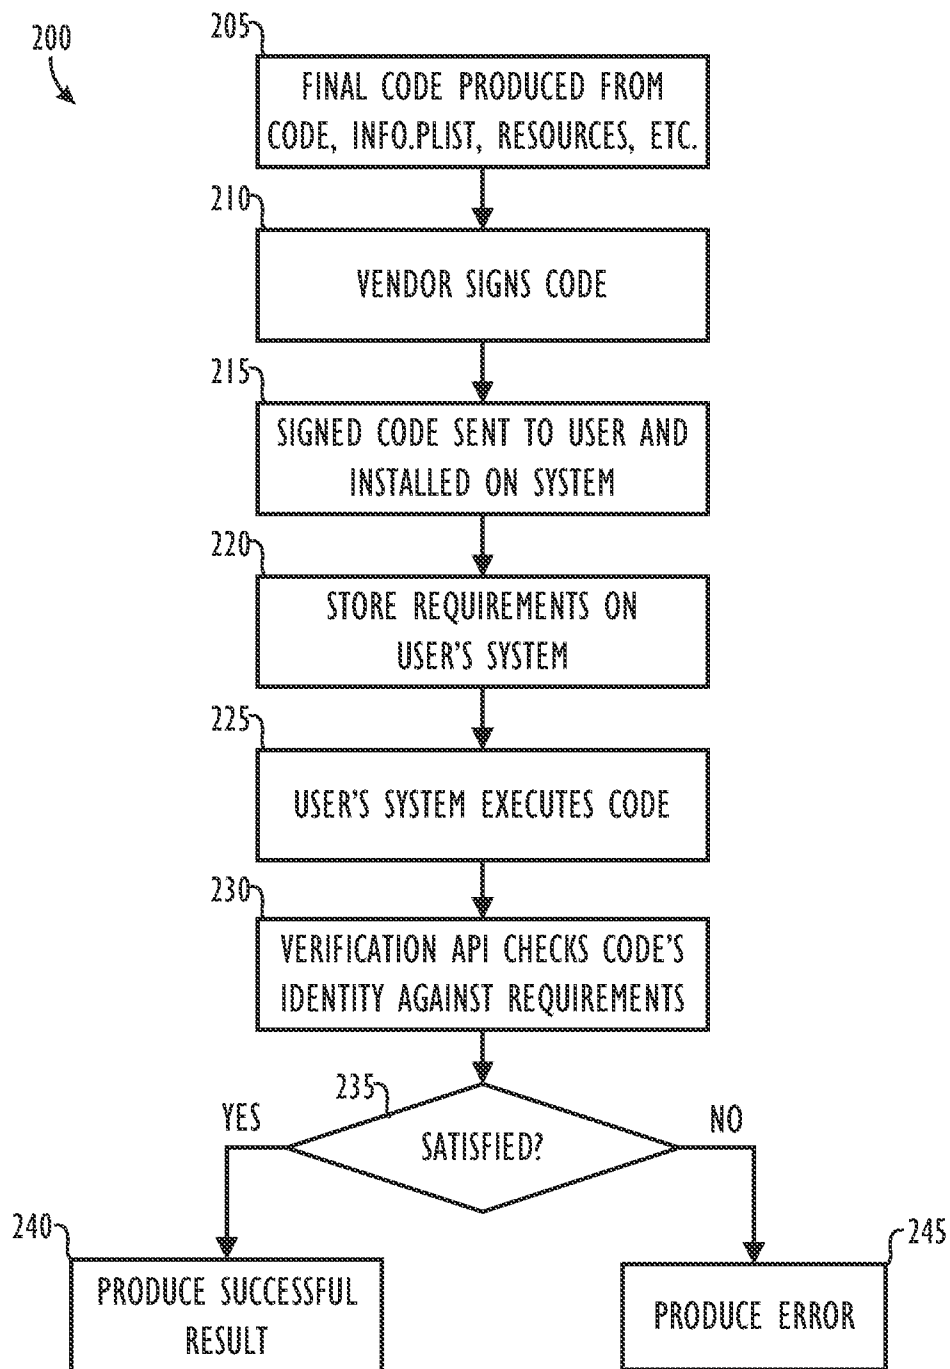 200
205
FINAL CODE PRODUCED FROM
CODE, INFO.PLIST, RESOURCES, ETC.
210
VENDOR SIGNS CODE
215
SIGNED CODE SENT TO USER AND
INSTALLED ON SYSTEM
220
STORE REQUIREMENTS ON
USER'S SYSTEM
225
USER'S SYSTEM EXECUTES CODE
230
VERIFICATION API CHECKS CODE'S
IDENTITY AGAINST REQUIREMENTS
235
SATISFIED?
YES
NO
240
PRODUCE SUCCESSFUL
RESULT
245
PRODUCE ERROR